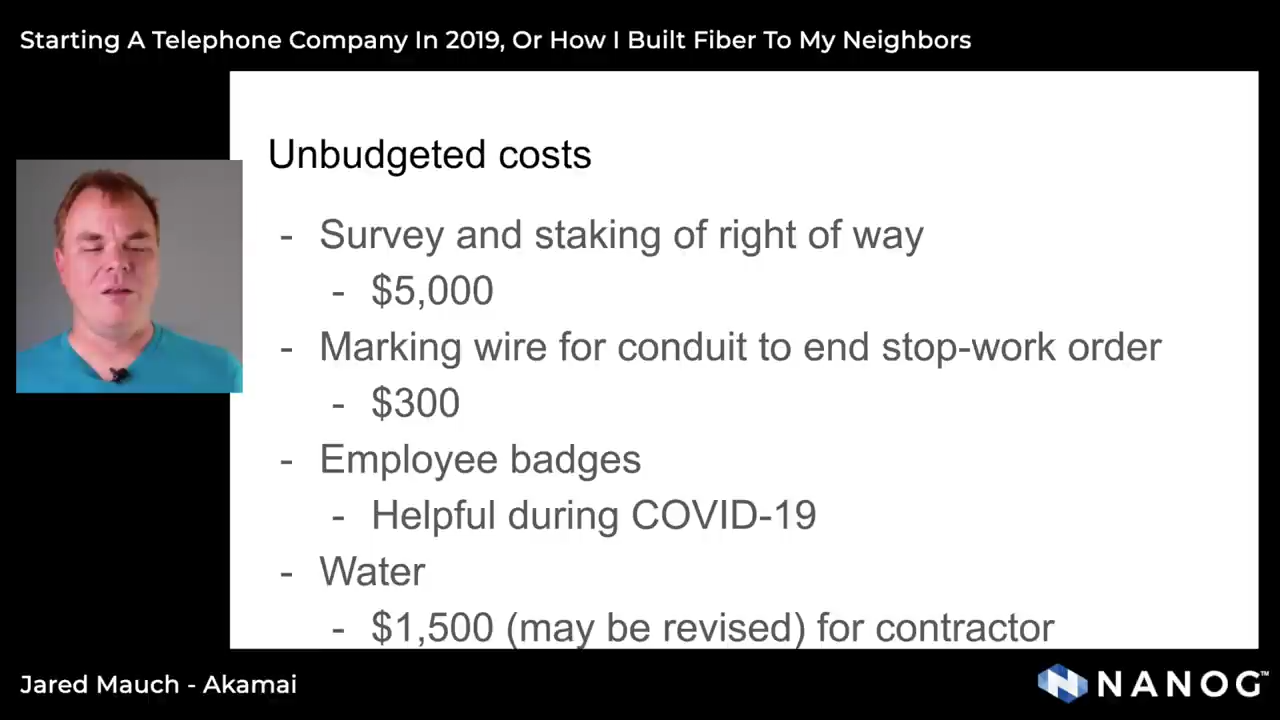 Starting A Telephone Company In 2019, Or How I Built Fiber To My Neighbors
Unbudgeted costs
- Survey and staking of right of way
- $5,000
- Marking wire for conduit to end stop-work order
- $300
- Employee badges
- Helpful during COVID-19
- Water
- $1,500 (may be revised) for contractor
Jared Mauch - Akamai
NANOG™